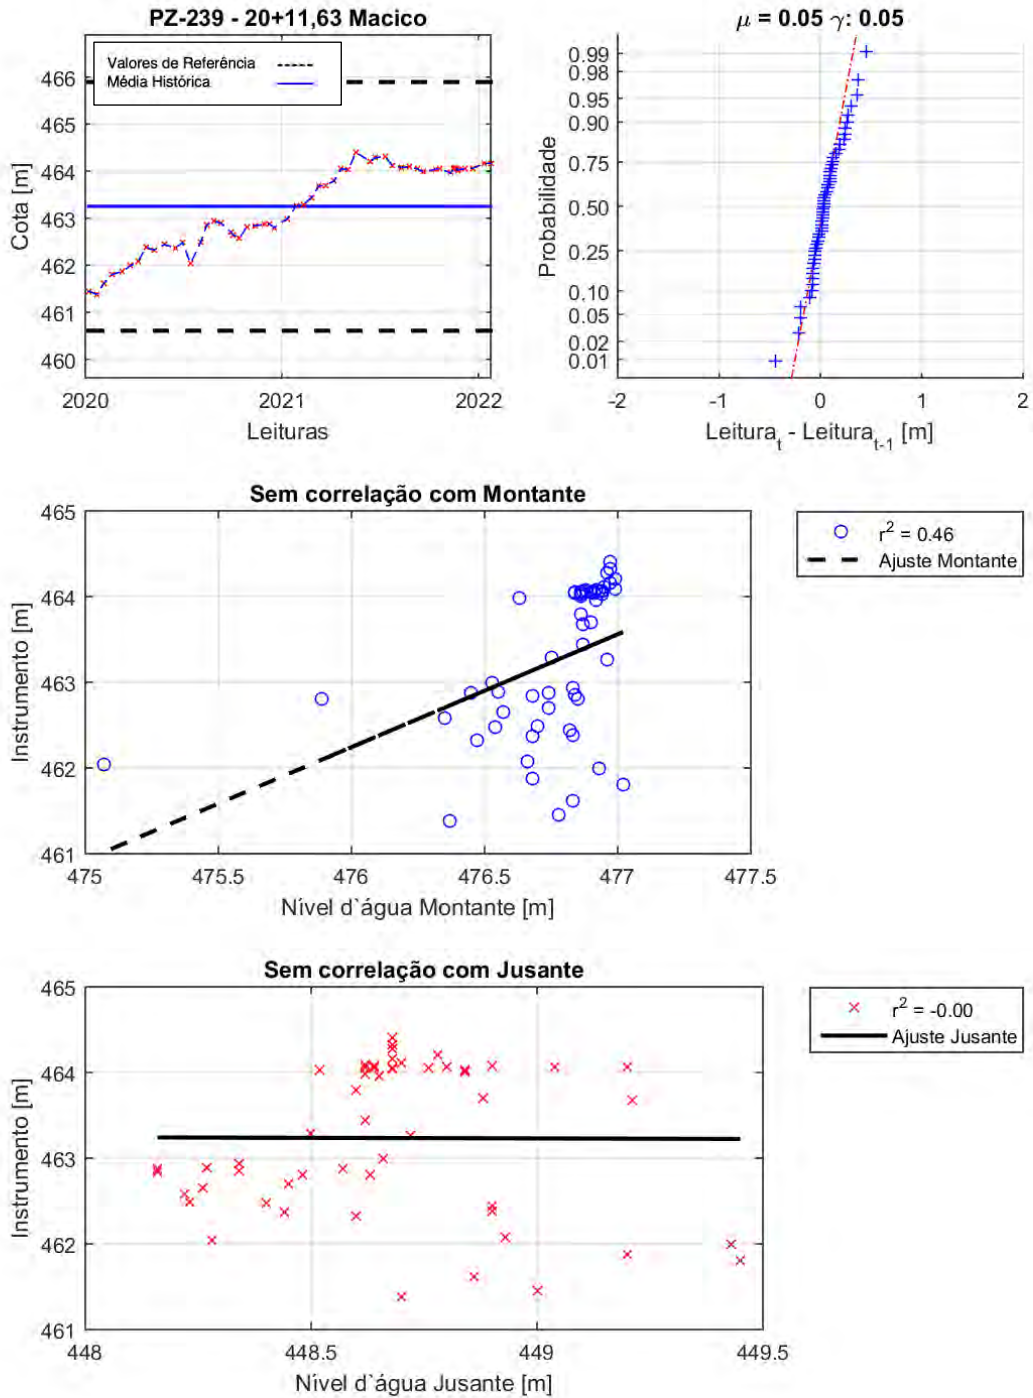 PZ-239 - 20+11,63 Macico
Valores de Referência
Média Histórica
Cota [m]
466
465
464
463
462
461
460
2020
2021
2022
Leituras
μ = 0.05 γ: 0.05
Probabilidade
0.99
0.98
0.95
0.90
0.75
0.50
0.25
0.10
0.05
0.02
0.01
-2
-1
0
1
2
Leitura_t - Leitura_t-1 [m]
Sem correlação com Montante
Instrumento [m]
465
464
463
462
461
475
475.5
476
476.5
477
477.5
Nível d`água Montante [m]
r² = 0.46
Ajuste Montante
Sem correlação com Jusante
Instrumento [m]
465
464
463
462
461
448
448.5
449
449.5
Nível d`água Jusante [m]
r² = -0.00
Ajuste Jusante